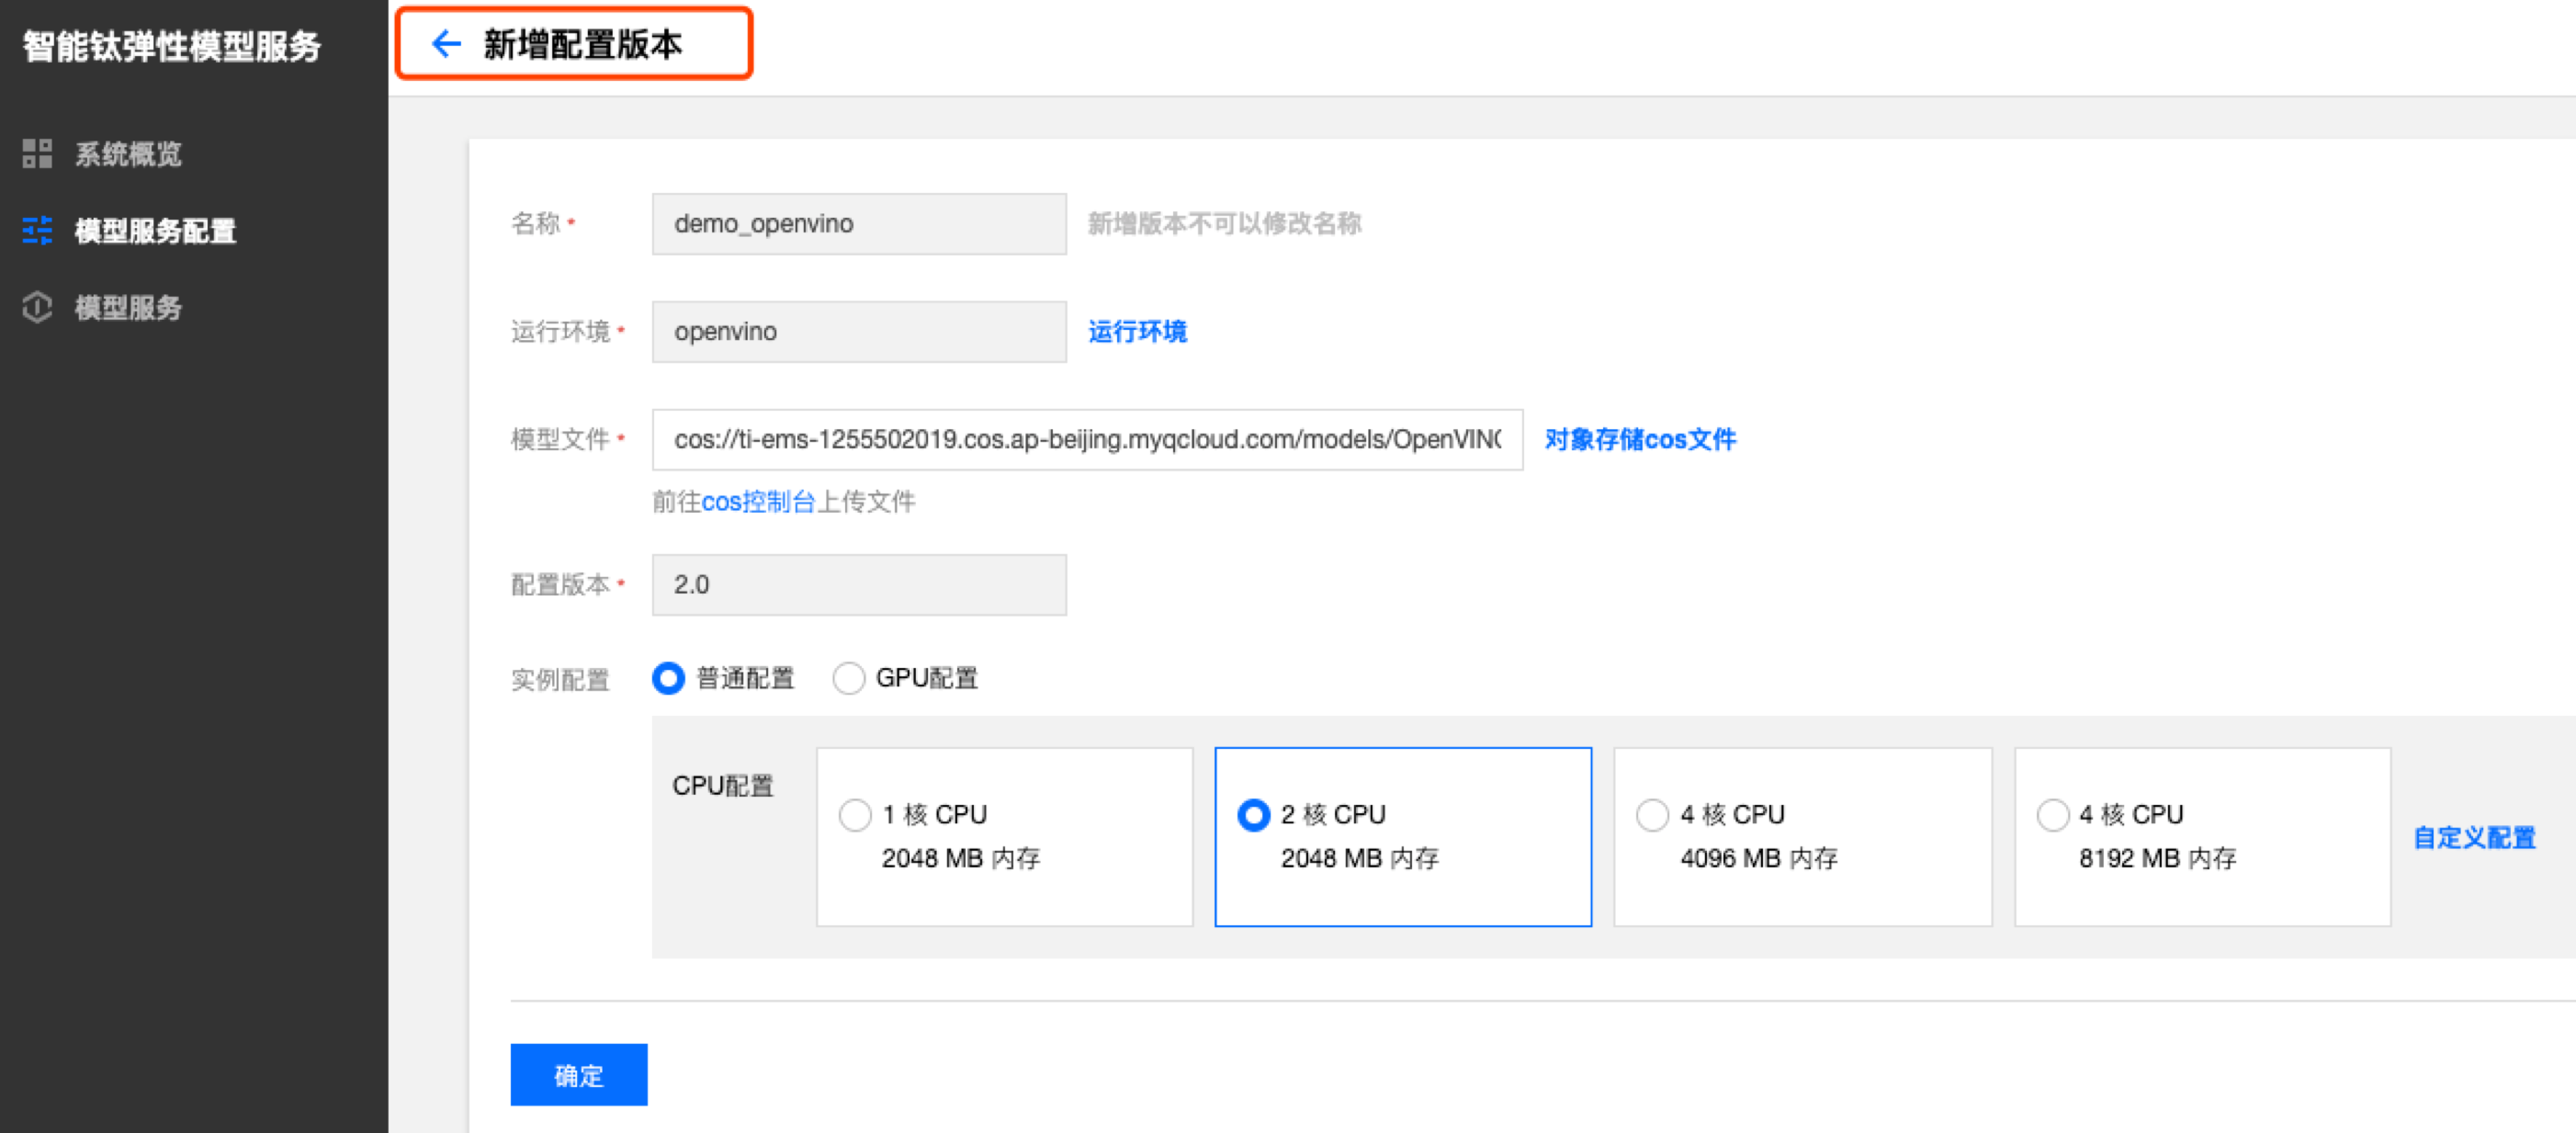 智能钛弹性模型服务
系统概览
模型服务配置
模型服务
新增配置版本
名称* demo_openvino 新增版本不可以修改名称
运行环境* openvino 运行环境
模型文件* cos://ti-ems-1255502019.cos.ap-beijing.myqcloud.com/models/OpenVIN 对象存储cos文件
前往cos控制台上传文件
配置版本* 2.0
实例配置 普通配置 GPU配置
CPU配置
1 核 CPU
2048 MB 内存
2 核 CPU
2048 MB 内存
4 核 CPU
4096 MB 内存
4 核 CPU
8192 MB 内存
自定义配置
确定